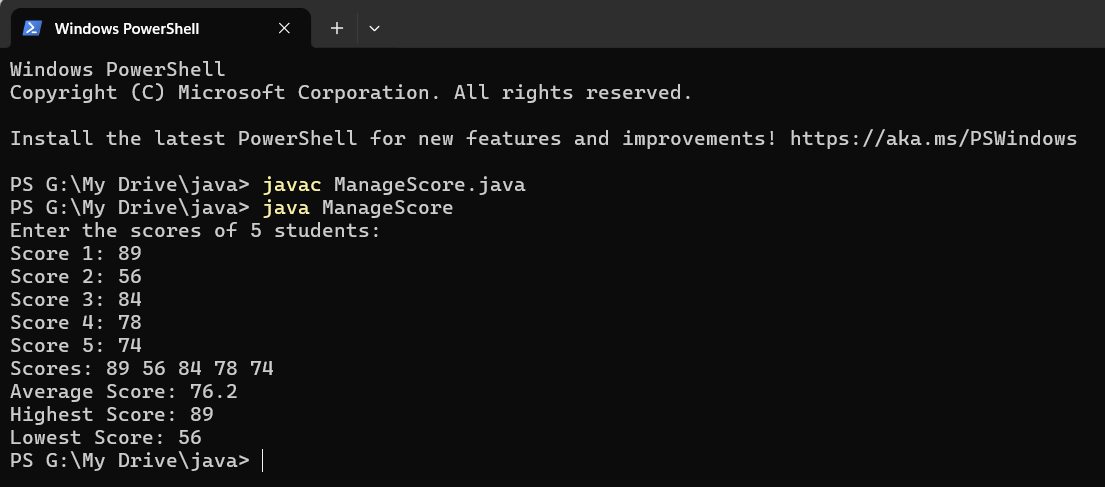 Windows PowerShell
Windows PowerShell
Copyright (C) Microsoft Corporation. All rights reserved.
Install the latest PowerShell for new features and improvements! https://aka.ms/PSWindows
PS G:\My Drive\java> javac ManageScore.java
PS G:\My Drive\java> java ManageScore
Enter the scores of 5 students:
Score 1: 89
Score 2: 56
Score 3: 84
Score 4: 78
Score 5: 74
Scores: 89 56 84 78 74
Average Score: 76.2
Highest Score: 89
Lowest Score: 56
PS G:\My Drive\java>